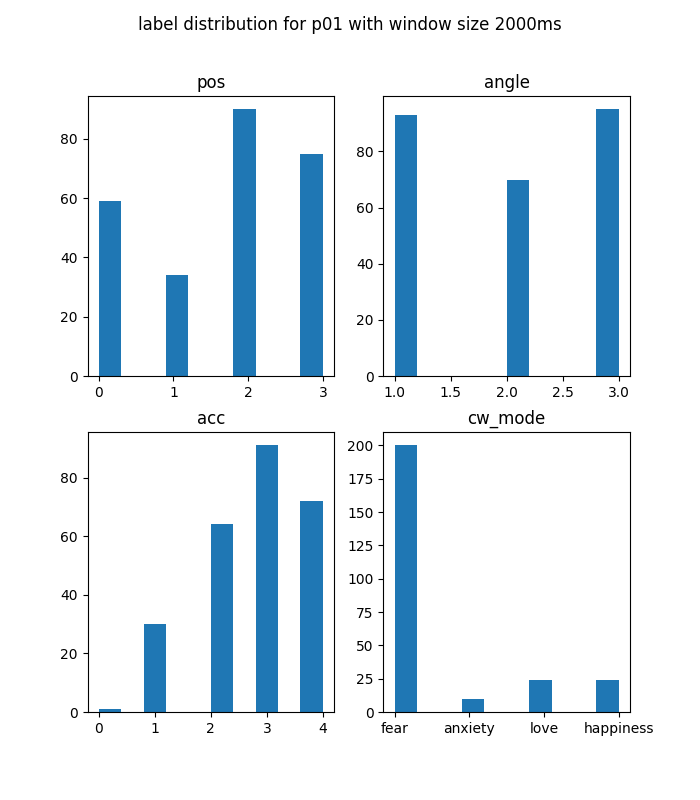 label distribution for p01 with window size 2000ms
pos
angle
80
60
40
20
0
0 1 2 3
80
60
40
20
0
1.0 1.5 2.0 2.5 3.0
acc
cw_mode
80
60
40
20
0
0 1 2 3 4
200
175
150
125
100
75
50
25
0
fear anxiety love happiness